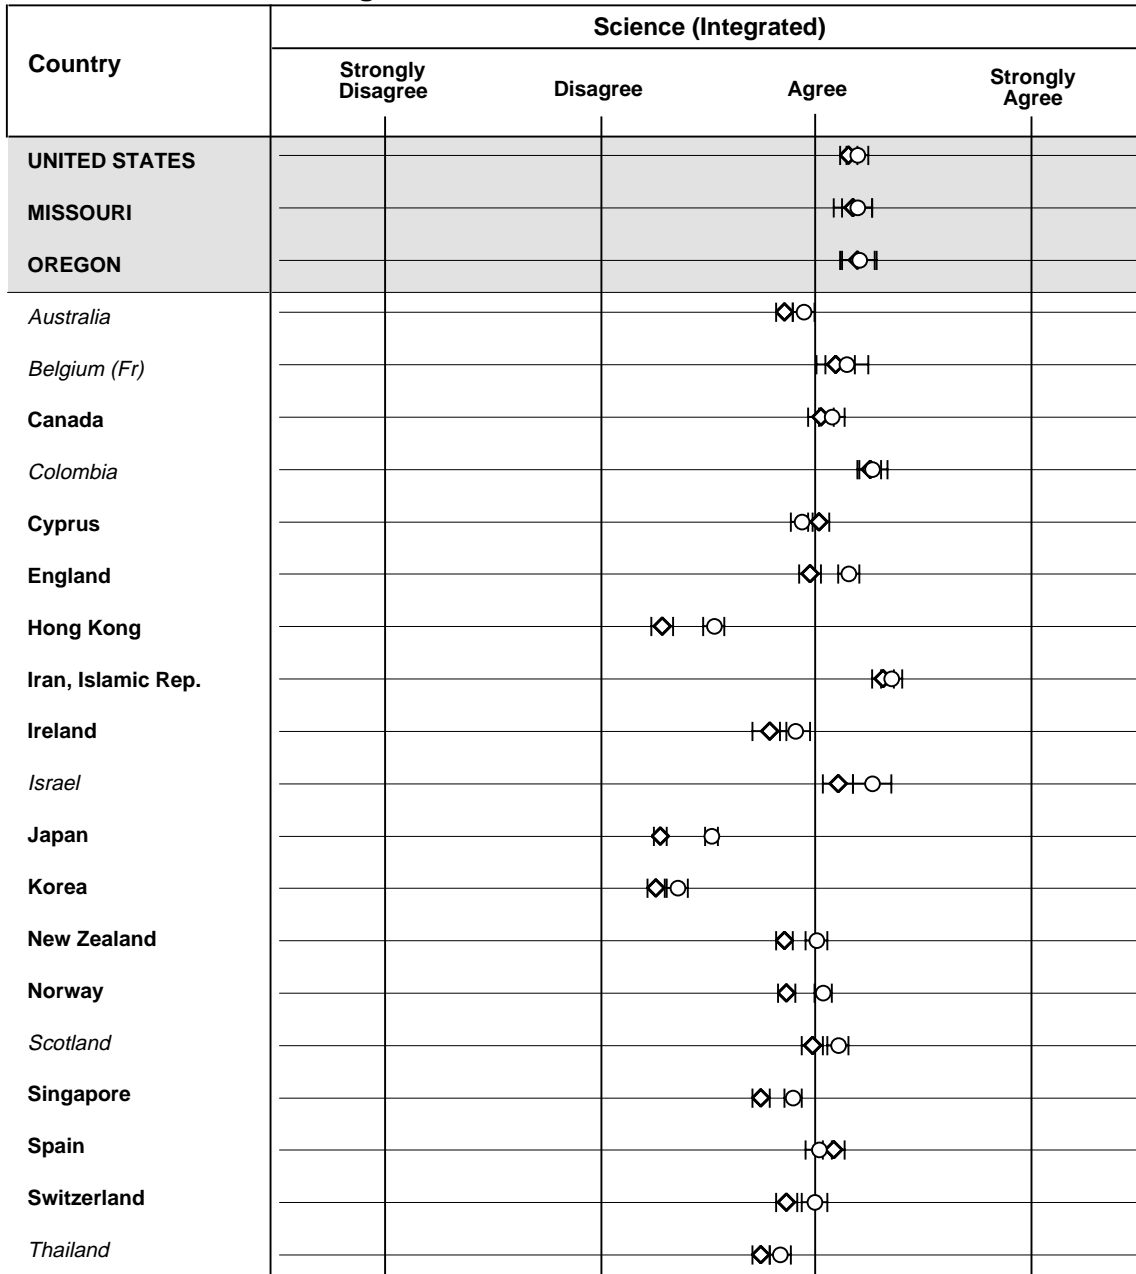 Science (Integrated)
Country
Strongly
Disagree
Disagree
Agree
Strongly
Agree
UNITED STATES
MISSOURI
OREGON
Australia
Belgium (Fr)
Canada
Colombia
Cyprus
England
Hong Kong
Iran, Islamic Rep.
Ireland
Israel
Japan
Korea
New Zealand
Norway
Scotland
Singapore
Spain
Switzerland
Thailand